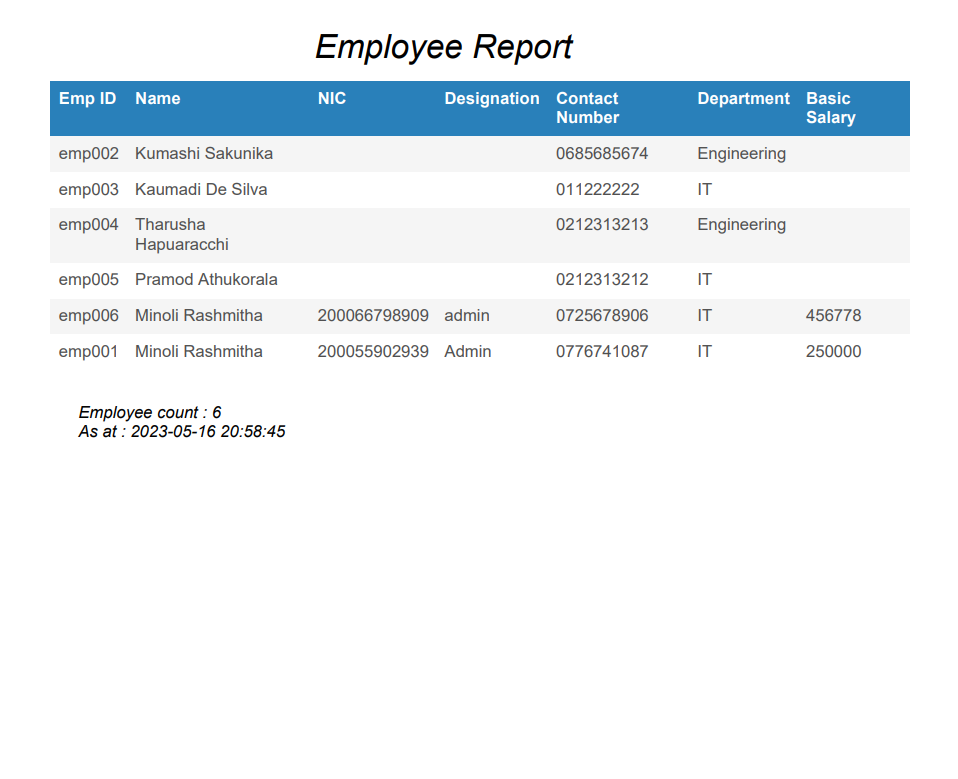 Employee Report
Emp ID Name NIC Designation Contact Number Department Basic Salary
emp002 Kumashi Sakunika 0685685674 Engineering
emp003 Kaumadi De Silva 011222222 IT
emp004 Tharusha Hapuaracchi 0212313213 Engineering
emp005 Pramod Athukorala 0212313212 IT
emp006 Minoli Rashmitha 200066798909 admin 0725678906 IT 456778
emp001 Minoli Rashmitha 200055902939 Admin 0776741087 IT 250000
Employee count : 6
As at : 2023-05-16 20:58:45